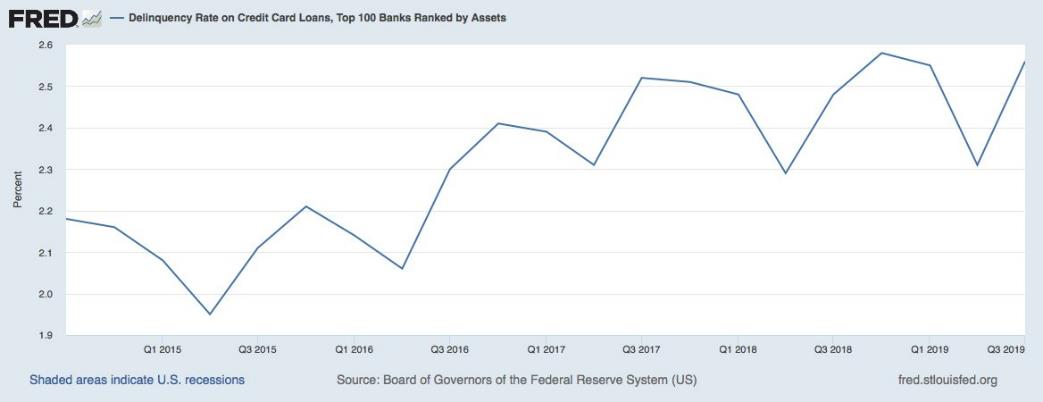 FRED Delinquency Rate on Credit Card Loans, Top 100 Banks Ranked by Assets
2.6
2.5
2.4
2.3
2.2
2.1
2.0
1.9
Percent
Q1 2015 Q3 2015 Q1 2016 Q3 2016 Q1 2017 Q3 2017 Q1 2018 Q3 2018 Q1 2019 Q3 2019
Shaded areas indicate U.S. recessions Source: Board of Governors of the Federal Reserve System (US) fred.stlouisfed.org